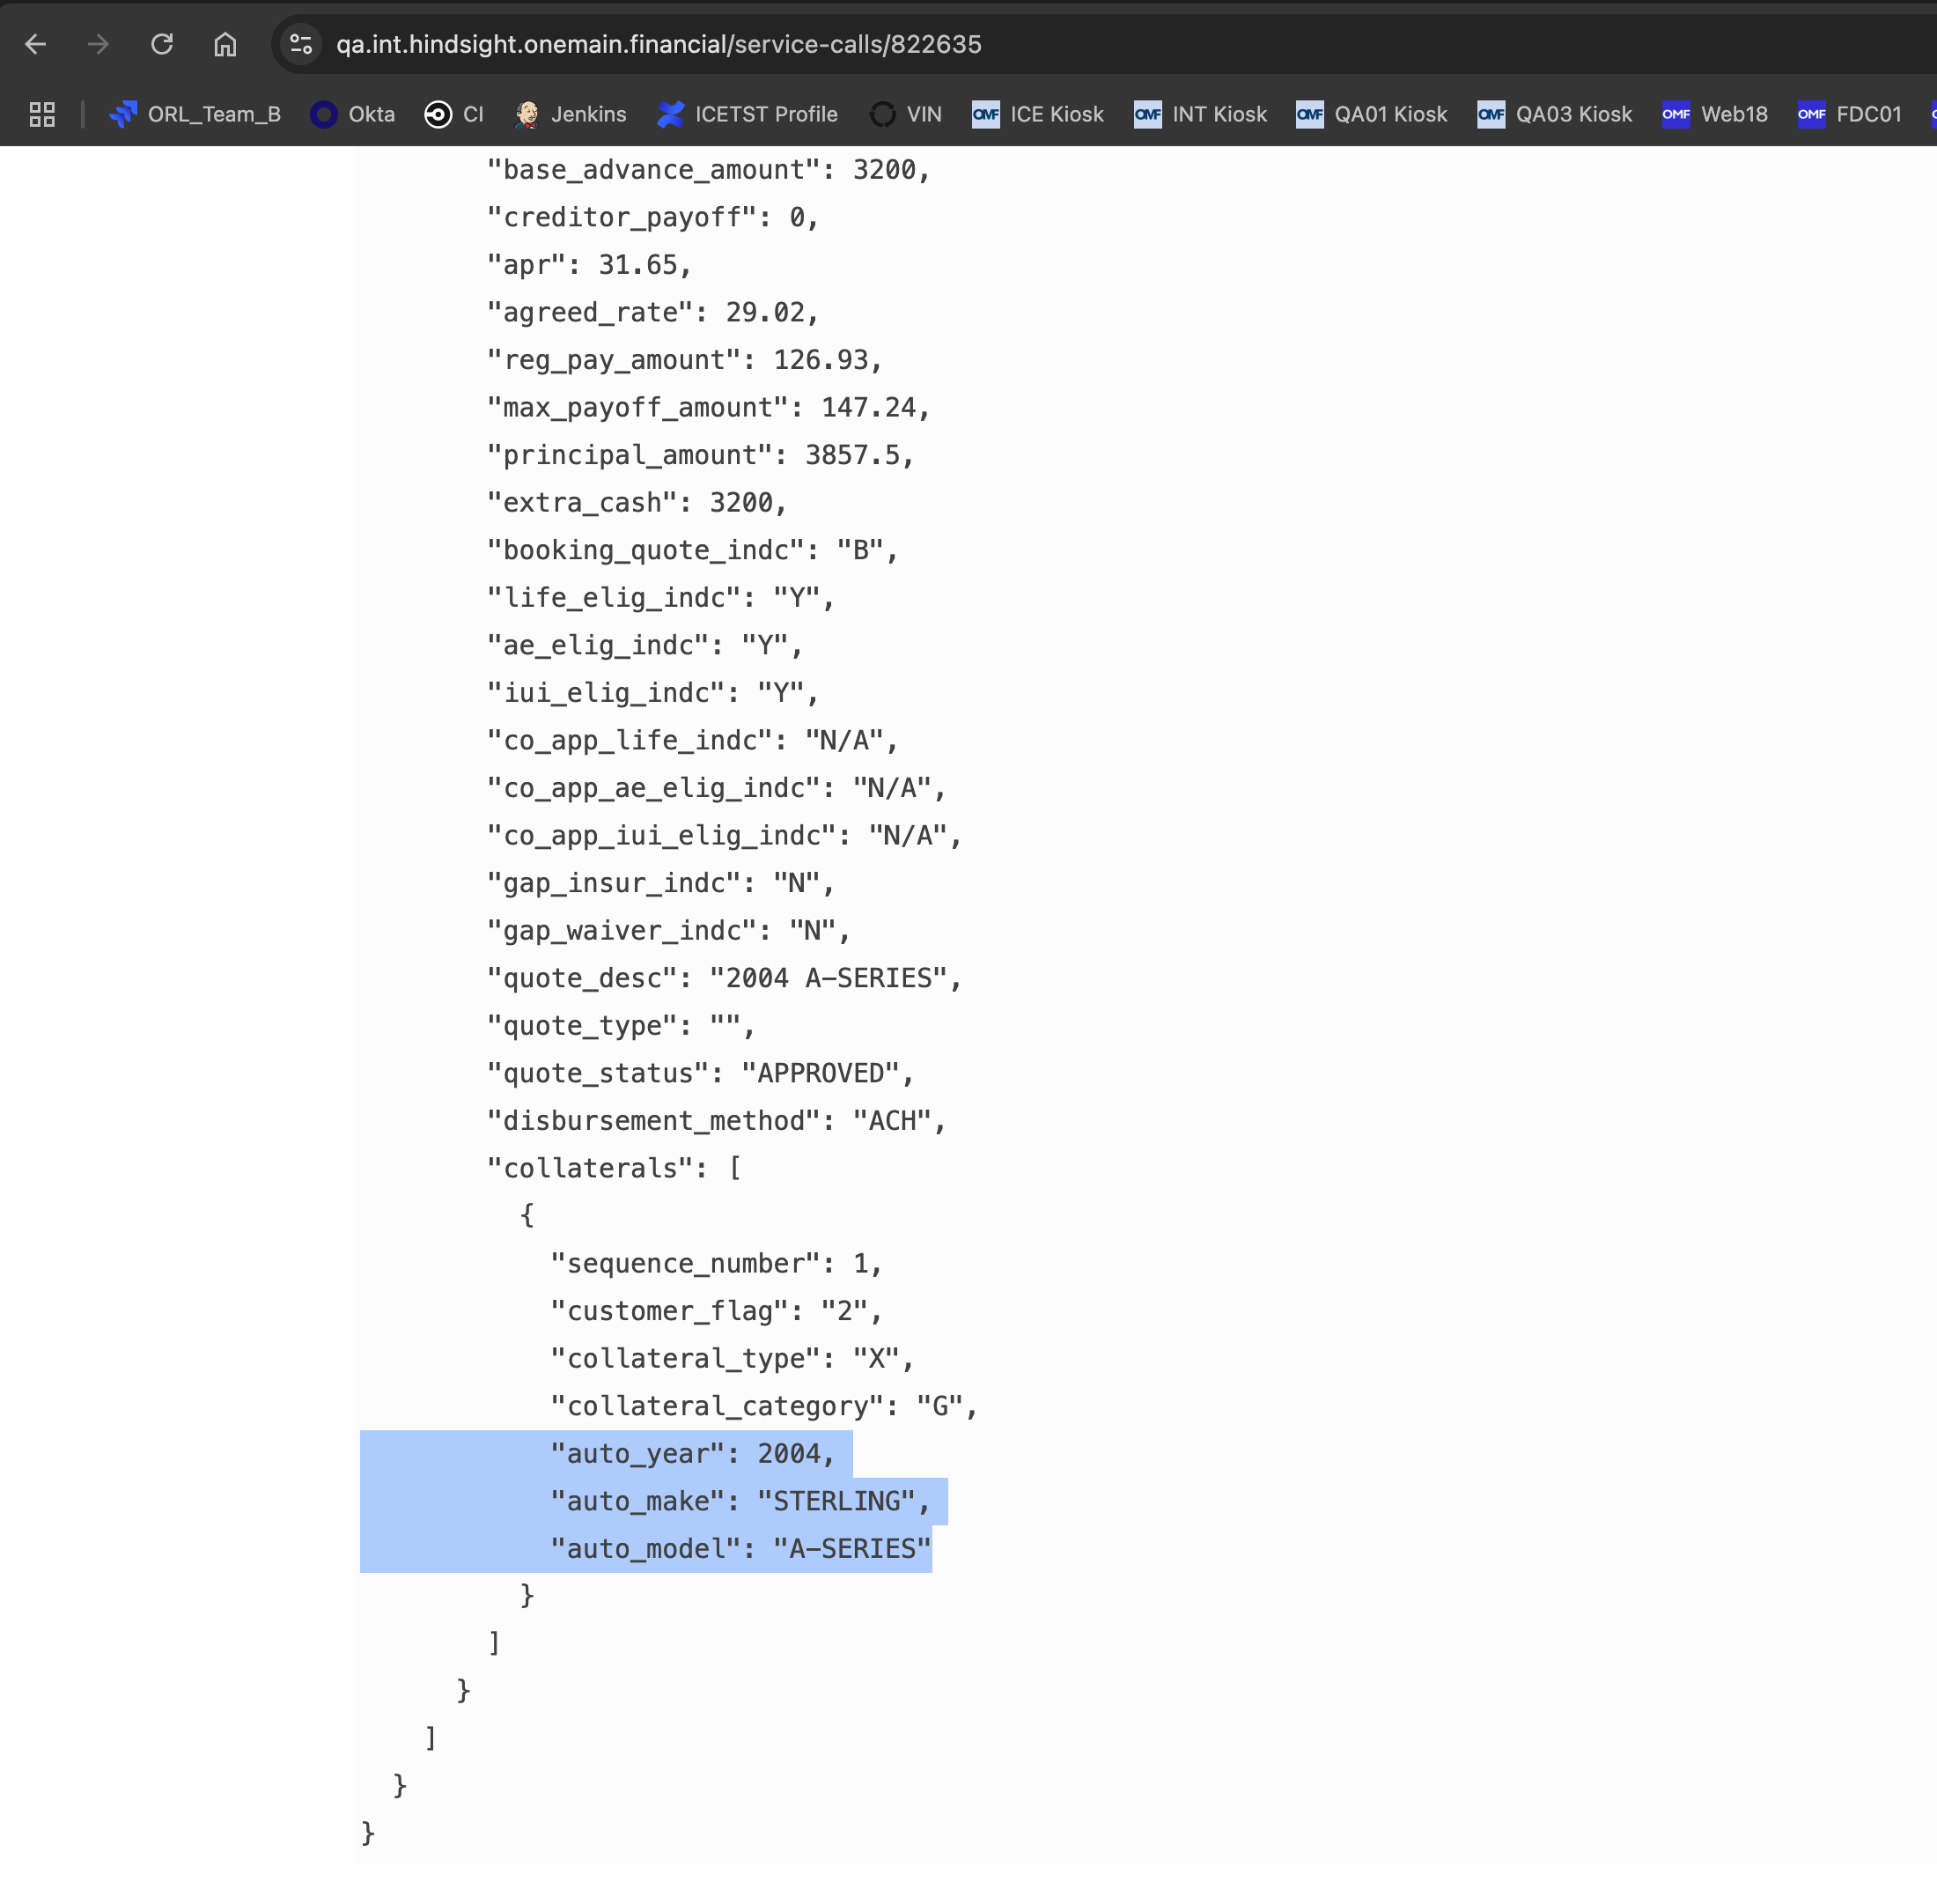 qa.int.hindsight.onemain.financial/service-calls/822635
ORL_Team_B Okta CI Jenkins ICETST Profile VIN OMF ICE Kiosk OMF INT Kiosk OMF QA01 Kiosk OMF QA03 Kiosk OMF Web18 OMF FDC01
"base_advance_amount": 3200,
"creditor_payoff": 0,
"apr": 31.65,
"agreed_rate": 29.02,
"reg_pay_amount": 126.93,
"max_payoff_amount": 147.24,
"principal_amount": 3857.5,
"extra_cash": 3200,
"booking_quote_indc": "B",
"life_elig_indc": "Y",
"ae_elig_indc": "Y",
"iui_elig_indc": "Y",
"co_app_life_indc": "N/A",
"co_app_ae_elig_indc": "N/A",
"co_app_iui_elig_indc": "N/A",
"gap_insur_indc": "N",
"gap_waiver_indc": "N",
"quote_desc": "2004 A-SERIES",
"quote_type": "",
"quote_status": "APPROVED",
"disbursement_method": "ACH",
"collaterals": [
{
"sequence_number": 1,
"customer_flag": "2",
"collateral_type": "X",
"collateral_category": "G",
"auto_year": 2004,
"auto_make": "STERLING",
"auto_model": "A-SERIES"
}
]
}
]
}
}